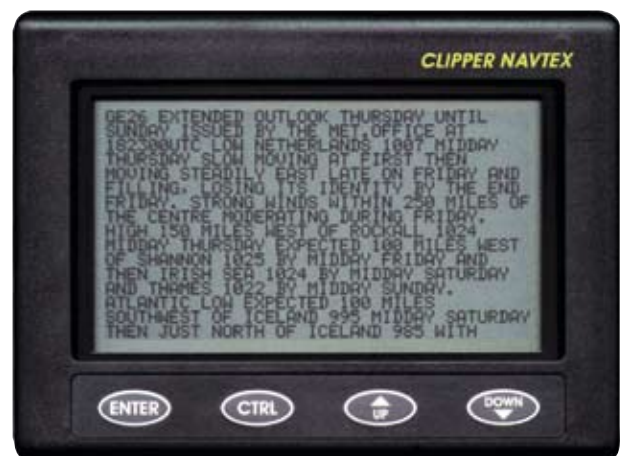 CLIPPER NAVTEX
GE26 EXTENDED OUTLOOK THURSDAY UNTIL
SUNDAY ISSUED BY THE MET.OFFICE AT
182300UTC LOW NETHERLANDS 1007 MIDDAY
THURSDAY SLOW MOVING AT FIRST THEN
MOVING STEADILY EAST LATE ON FRIDAY AND
FILLING, LOSING ITS IDENTITY BY THE END
FRIDAY. STRONG WINDS WITHIN 250 MILES OF
THE CENTRE MODERATING DURING FRIDAY.
HIGH 150 MILES WEST OF ROCKALL 1024
MIDDAY THURSDAY EXPECTED 100 MILES WEST
OF SHANNON 1025 BY MIDDAY FRIDAY AND
THEN IRISH SEA 1024 BY MIDDAY SATURDAY
AND THAMES 1022 BY MIDDAY SUNDAY.
ATLANTIC LOW EXPECTED 100 MILES
SOUTHWEST OF ICELAND 995 MIDDAY SATURDAY
THEN JUST NORTH OF ICELAND 985 WITH
ENTER CTRL UP DOWN